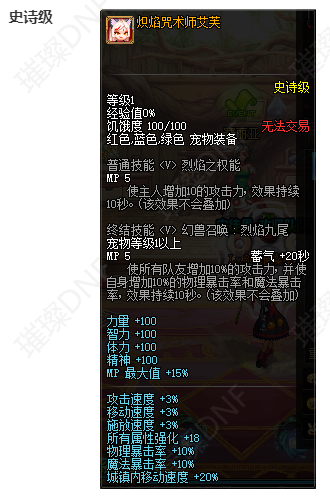 史诗级
炽焰咒术师艾芙
史诗级
等级1
经验值0%
饥饿度 100/100
无法交易
红色,蓝色,绿色 宠物装备
普通技能 <V> 烈焰之权能
MP 5
使主人增加10的攻击力,效果持续
10秒。(该效果不会叠加)
终结技能 <V> 幻兽召唤：烈焰九尾
宠物等级1以上
MP 5
蓄气 +20秒
使所有队友增加10%的攻击力,并使
自身增加10%的物理暴击率和魔法暴击
率,效果持续10秒。(该效果不会叠加)
力量 +100
智力 +100
体力 +100
精神 +100
MP 最大值 +15%
攻击速度 +3%
移动速度 +3%
施放速度 +3%
所有属性强化 +18
物理暴击率 +10%
魔法暴击率 +10%
城镇内移动速度 +20%
璀璨DNF